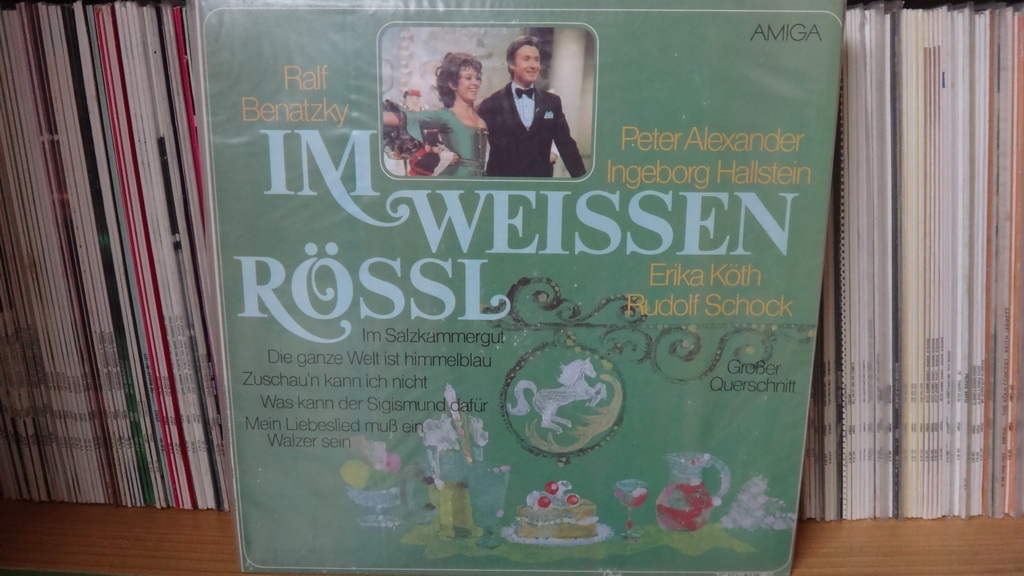 AMIGA
Ralf
Benatzky
IM
WEISSEN
RÖSSL
Peter Alexander
Ingeborg Hallstein
Erika Köth
Rudolf Schock
Im Salzkammergut
Die ganze Welt ist himmelblau
Zuschau'n kann ich nicht
Was kann der Sigismund dafür
Mein Liebeslied muß ein
Walzer sein
Großer
Querschnitt